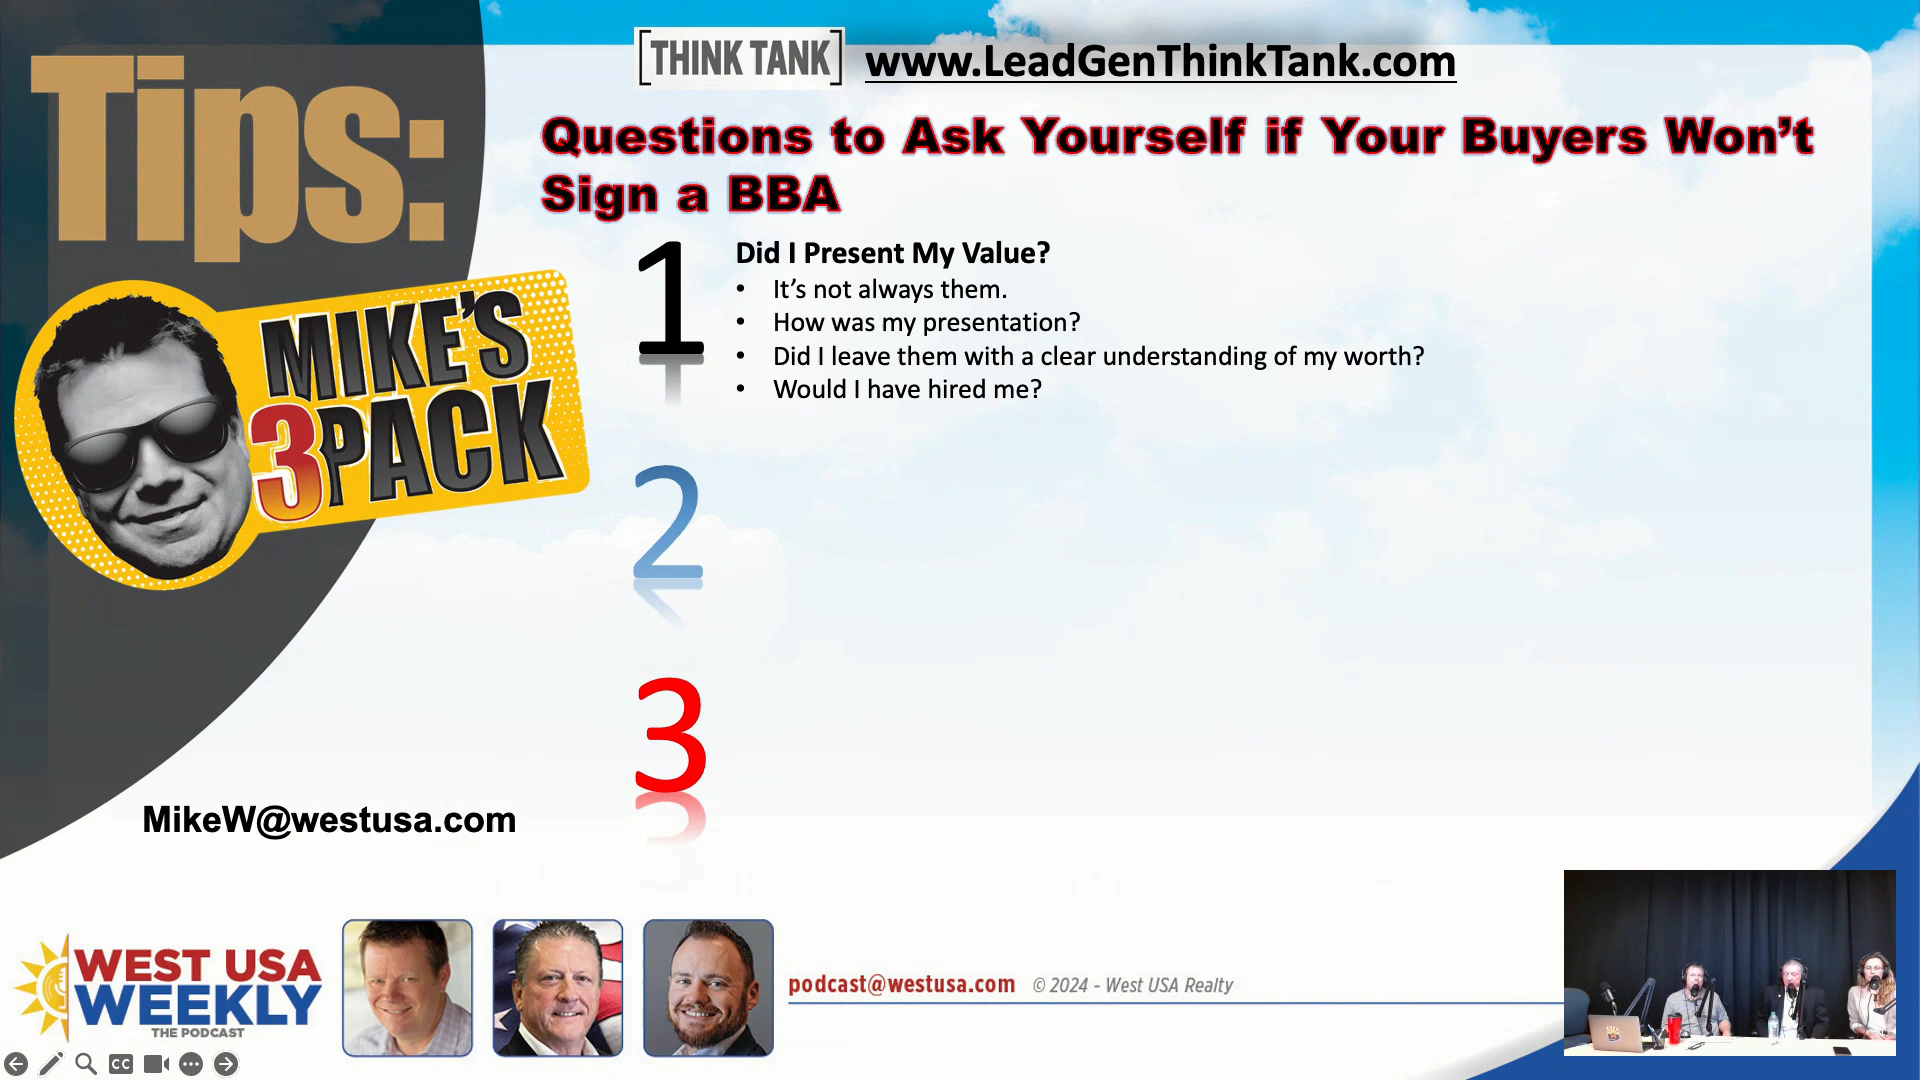 Tips:
[THINK TANK]
www.LeadGenThinkTank.com
Questions to Ask Yourself if Your Buyers Won’t
Sign a BBA
MIKE'S
3PACK
1
Did I Present My Value?
• It’s not always them.
• How was my presentation?
• Did I leave them with a clear understanding of my worth?
• Would I have hired me?
2
3
MikeW@westusa.com
WEST USA
WEEKLY
THE PODCAST
podcast@westusa.com © 2024 - West USA Realty
CC